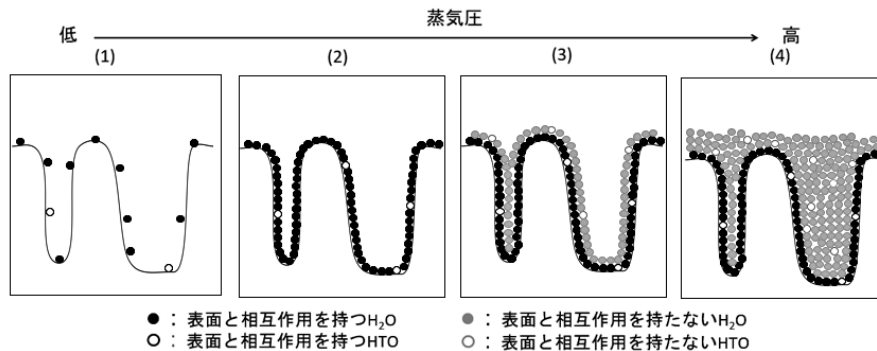 蒸気圧
低
高
(1)
(2)
(3)
(4)
● : 表面と相互作用を持つH₂O
● : 表面と相互作用を持たないH₂O
○ : 表面と相互作用を持つHTO
○ : 表面と相互作用を持たないHTO